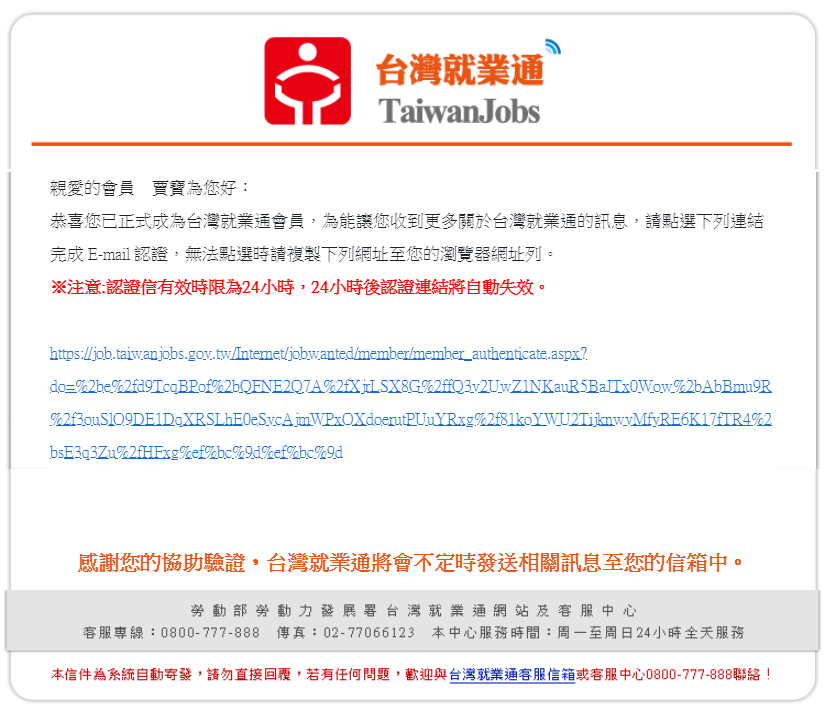 台灣就業通
TaiwanJobs
親愛的會員　賈寶為您好：
恭喜您已正式成為台灣就業通會員，為能讓您收到更多關於台灣就業通的訊息，請點選下列連結
完成 E-mail 認證，無法點選時請複製下列網址至您的瀏覽器網址列。
※注意:認證信有效時限為24小時，24小時後認證連結將自動失效。
https://job.taiwanjobs.gov.tw/Internet/jobwanted/member/member_authenticate.aspx?
do=%2be%2fd9TcqBPof%2bQFNE2Q7A%2fXjrLSX8G%2ffQ3v2UwZ1NKauR5BaJTx0Wow%2bAbBmu9R
%2f3ouSlO9DE1DqXRSLhE0eSvcAjmWPxOXdoerutPUuYRxg%2f81koYWU2TijknwvMfyRE6K17fTR4%2
bsE3q3Zu%2fHFxg%ef%bc%9d%ef%bc%9d
感謝您的協助驗證，台灣就業通將會不定時發送相關訊息至您的信箱中。
勞動部勞動力發展署台灣就業通網站及客服中心
客服專線：0800-777-888　傳真：02-77066123　本中心服務時間：周一至周日24小時全天服務
本信件為系統自動寄發，請勿直接回覆，若有任何問題，歡迎與台灣就業通客服信箱或客服中心0800-777-888聯絡！